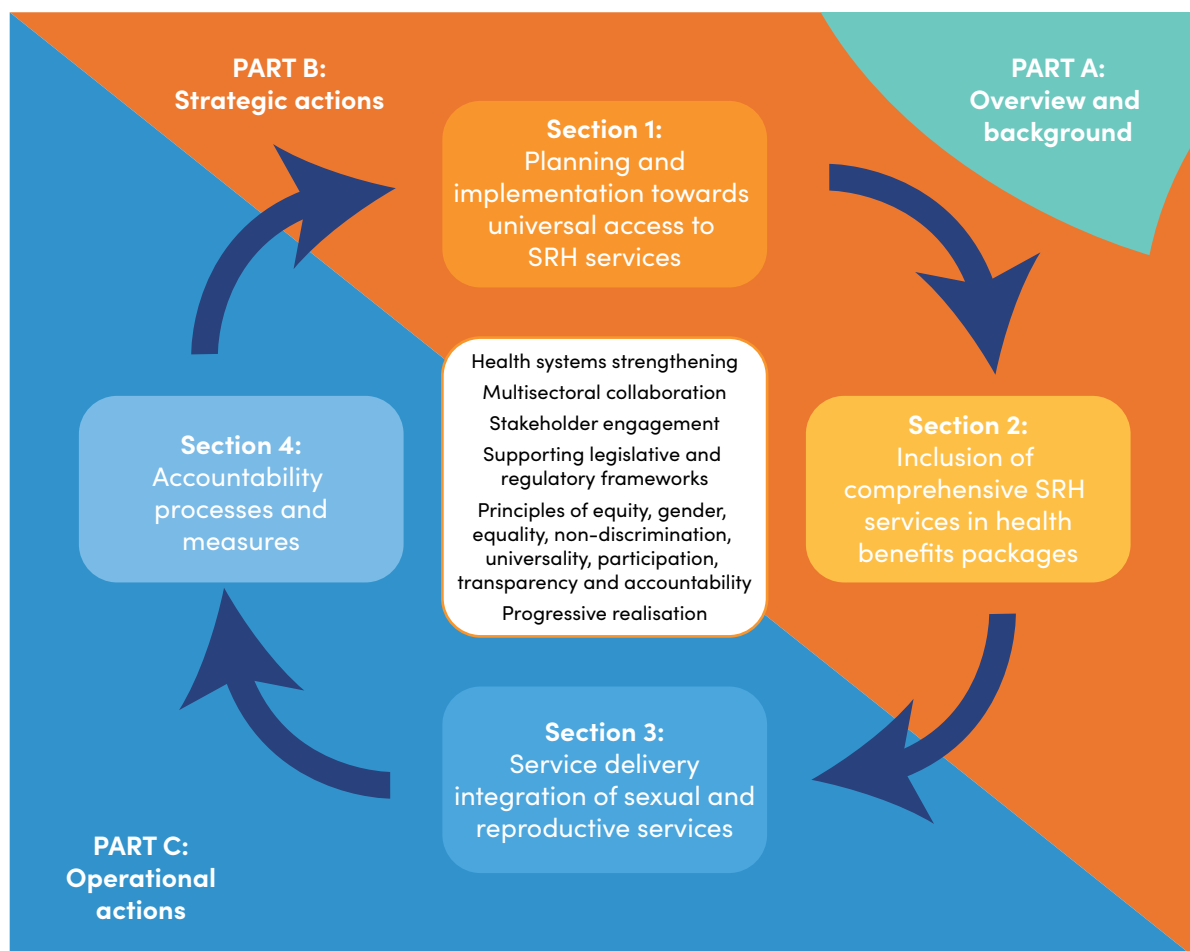 PART B:
Strategic actions
PART A:
Overview and
background
Section 1:
Planning and
implementation towards
universal access to
SRH services
Health systems strengthening
Multisectoral collaboration
Stakeholder engagement
Supporting legislative and
regulatory frameworks
Principles of equity, gender,
equality, non-discrimination,
universality, participation,
transparency and accountability
Progressive realisation
Section 4:
Accountability
processes and
measures
Section 2:
Inclusion of
comprehensive SRH
services in health
benefits packages
Section 3:
Service delivery
integration of sexual and
reproductive services
PART C:
Operational
actions